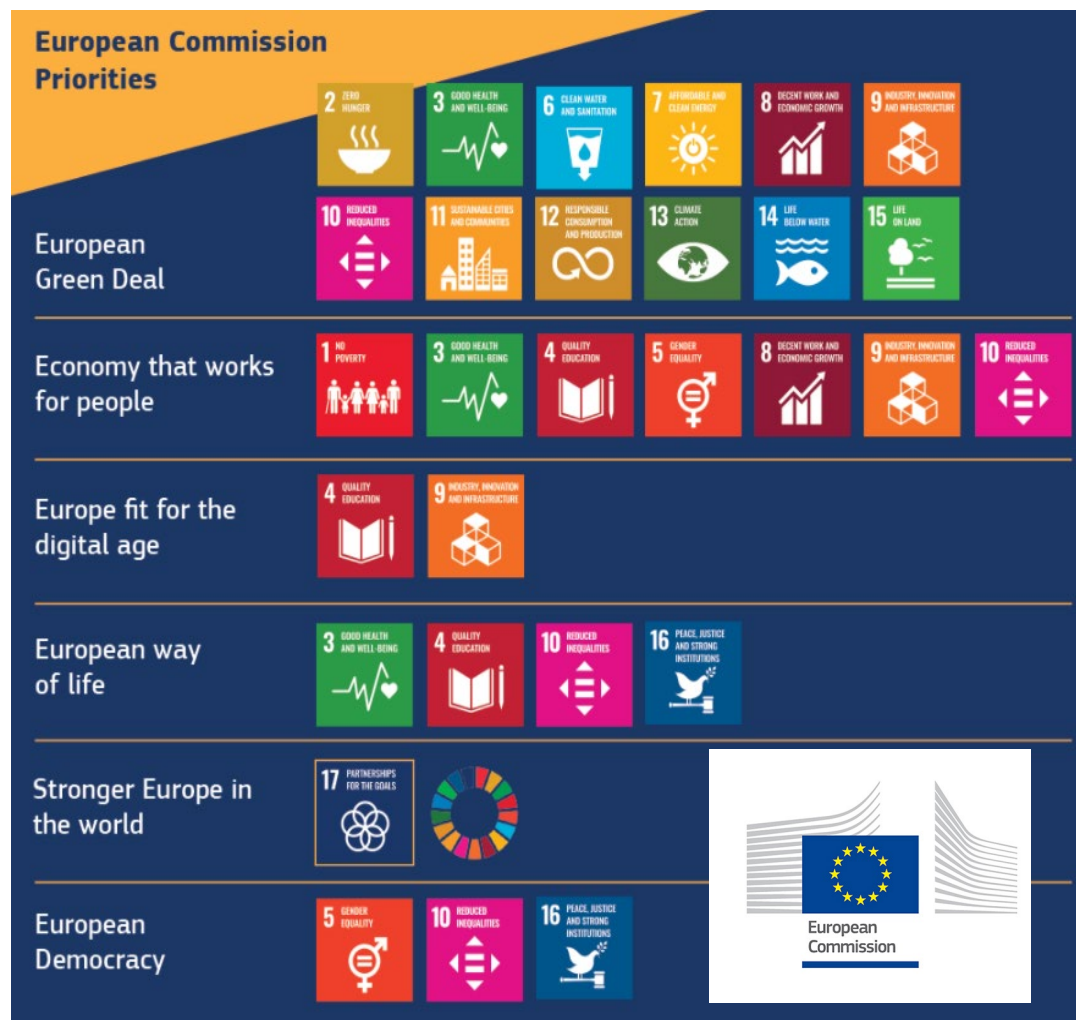 European Commission
Priorities
2 ZERO
HUNGER
3 GOOD HEALTH
AND WELL-BEING
6 CLEAN WATER
AND SANITATION
7 AFFORDABLE AND
CLEAN ENERGY
8 DECENT WORK AND
ECONOMIC GROWTH
9 INDUSTRY, INNOVATION
AND INFRASTRUCTURE
European
Green Deal
10 REDUCED
INEQUALITIES
11 SUSTAINABLE CITIES
AND COMMUNITIES
12 RESPONSIBLE
CONSUMPTION
AND PRODUCTION
13 CLIMATE
ACTION
14 LIFE
BELOW WATER
15 LIFE
ON LAND
Economy that works
for people
1 NO
POVERTY
3 GOOD HEALTH
AND WELL-BEING
4 QUALITY
EDUCATION
5 GENDER
EQUALITY
8 DECENT WORK AND
ECONOMIC GROWTH
9 INDUSTRY, INNOVATION
AND INFRASTRUCTURE
10 REDUCED
INEQUALITIES
Europe fit for the
digital age
4 QUALITY
EDUCATION
9 INDUSTRY, INNOVATION
AND INFRASTRUCTURE
European way
of life
3 GOOD HEALTH
AND WELL-BEING
4 QUALITY
EDUCATION
10 REDUCED
INEQUALITIES
16 PEACE, JUSTICE
AND STRONG
INSTITUTIONS
Stronger Europe in
the world
17 PARTNERSHIPS
FOR THE GOALS
European
Democracy
5 GENDER
EQUALITY
10 REDUCED
INEQUALITIES
16 PEACE, JUSTICE
AND STRONG
INSTITUTIONS
European
Commission